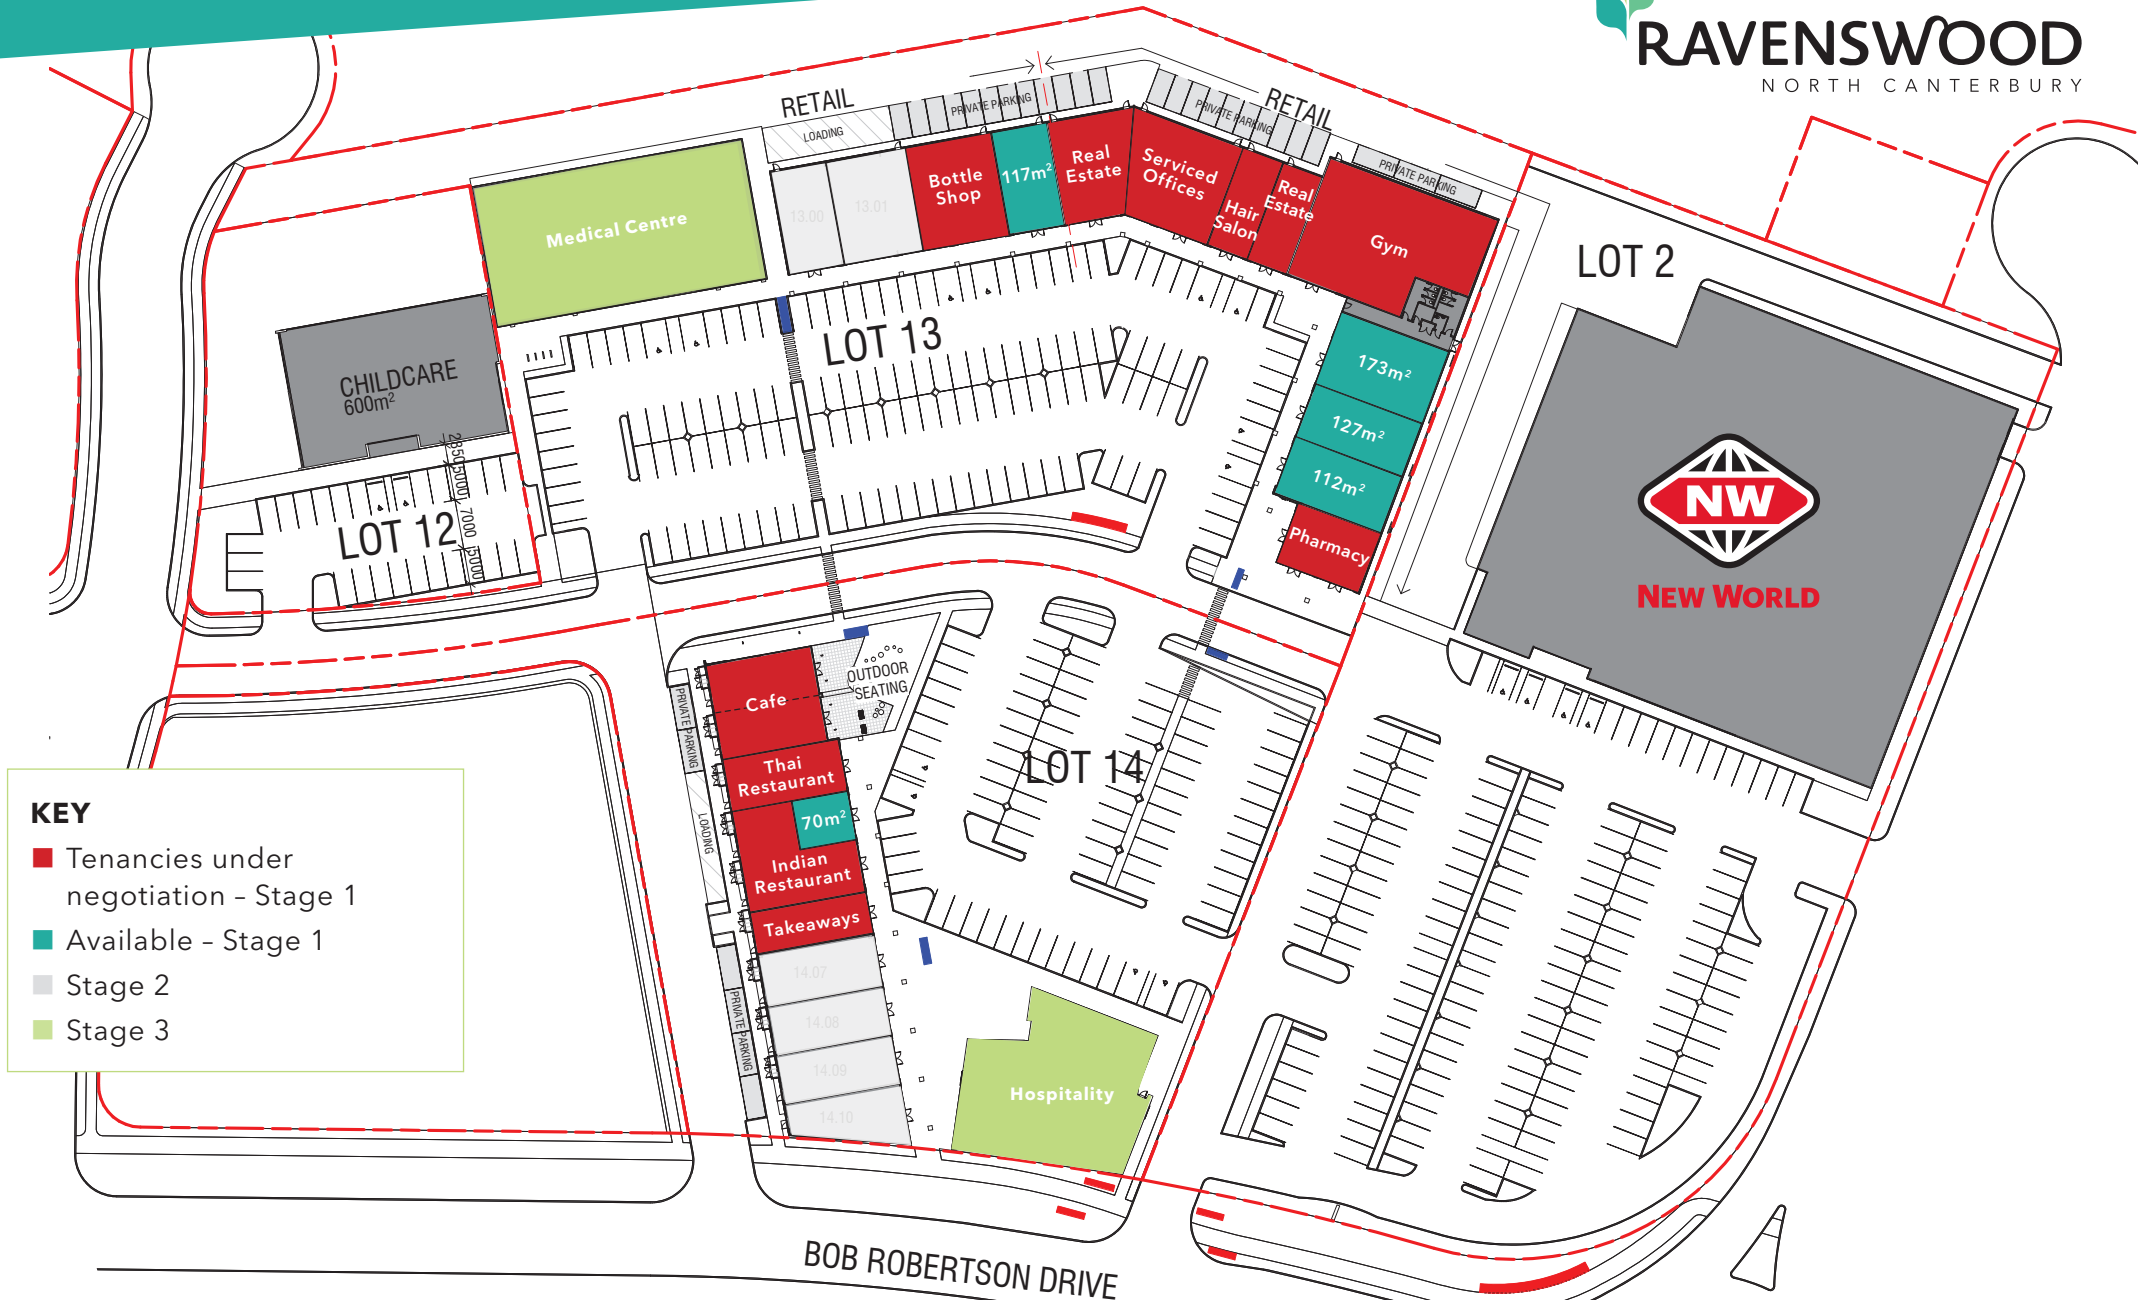 RAVENSWOOD
NORTH CANTERBURY
RETAIL
LOADING
PRIVATE PARKING
PRIVATE PARKING
RETAIL
PRIVATE PARKING
Medical Centre
13.00
13.01
Bottle
Shop
117m²
Real
Estate
Serviced
Offices
Hair
Salon
Real
Estate
Gym
LOT 2
LOT 13
CHILDCARE
600m²
173m²
127m²
112m²
Pharmacy
NW
NEW WORLD
LOT 12
2850
5000
7000
5000
OUTDOOR
SEATING
PRIVATE PARKING
LOADING
PRIVATE PARKING
Cafe
Thai
Restaurant
70m²
Indian
Restaurant
Takeaways
14.07
14.08
14.09
14.10
LOT 14
Hospitality
KEY
Tenancies under
negotiation – Stage 1
Available – Stage 1
Stage 2
Stage 3
BOB ROBERTSON DRIVE